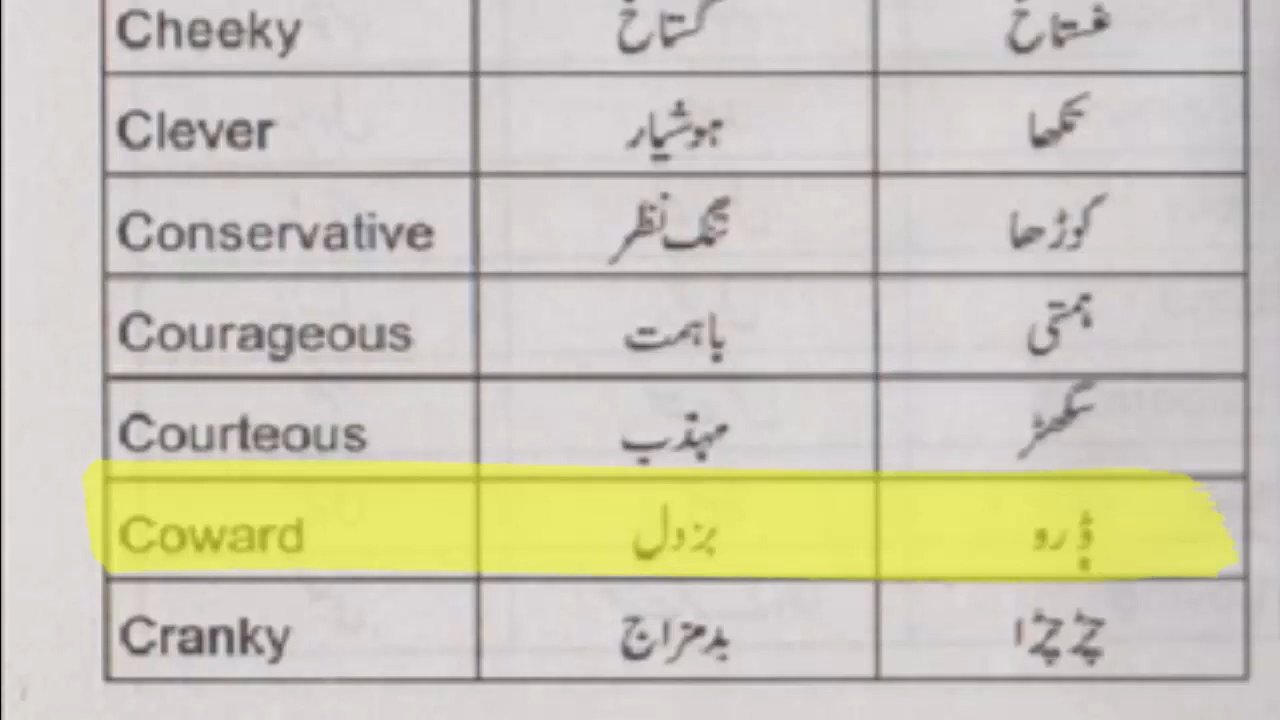 Cheeky گستاخ غستاخ
Clever ہوشیار تکھا
Conservative تنگ نظر کوڑھا
Courageous باہمت ہمتی
Courteous مہذب سگھڑ
Coward بزدل ڈرو
Cranky بدمزاج چڑچڑا